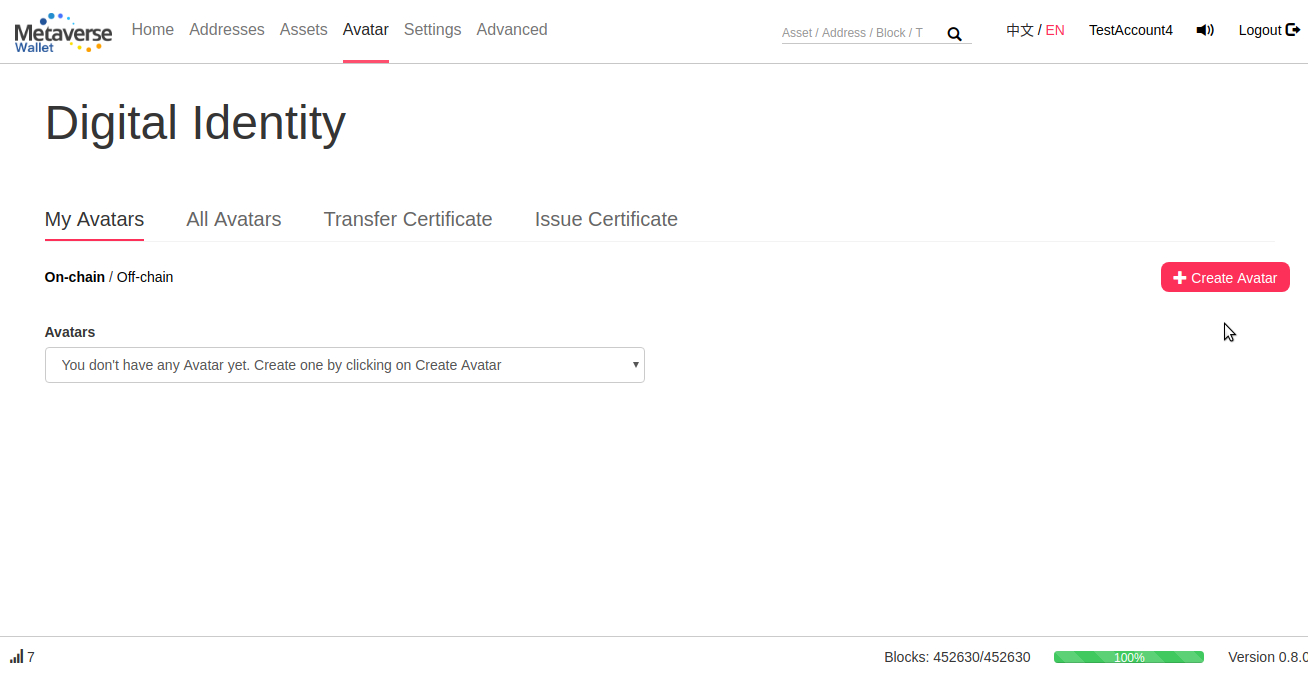 Metaverse
Wallet
Home Addresses Assets Avatar Settings Advanced
Asset / Address / Block / T
中文 / EN
TestAccount4
Logout
Digital Identity
My Avatars All Avatars Transfer Certificate Issue Certificate
On-chain / Off-chain
Create Avatar
Avatars
You don't have any Avatar yet. Create one by clicking on Create Avatar
7
Blocks: 452630/452630
100%
Version 0.8.0